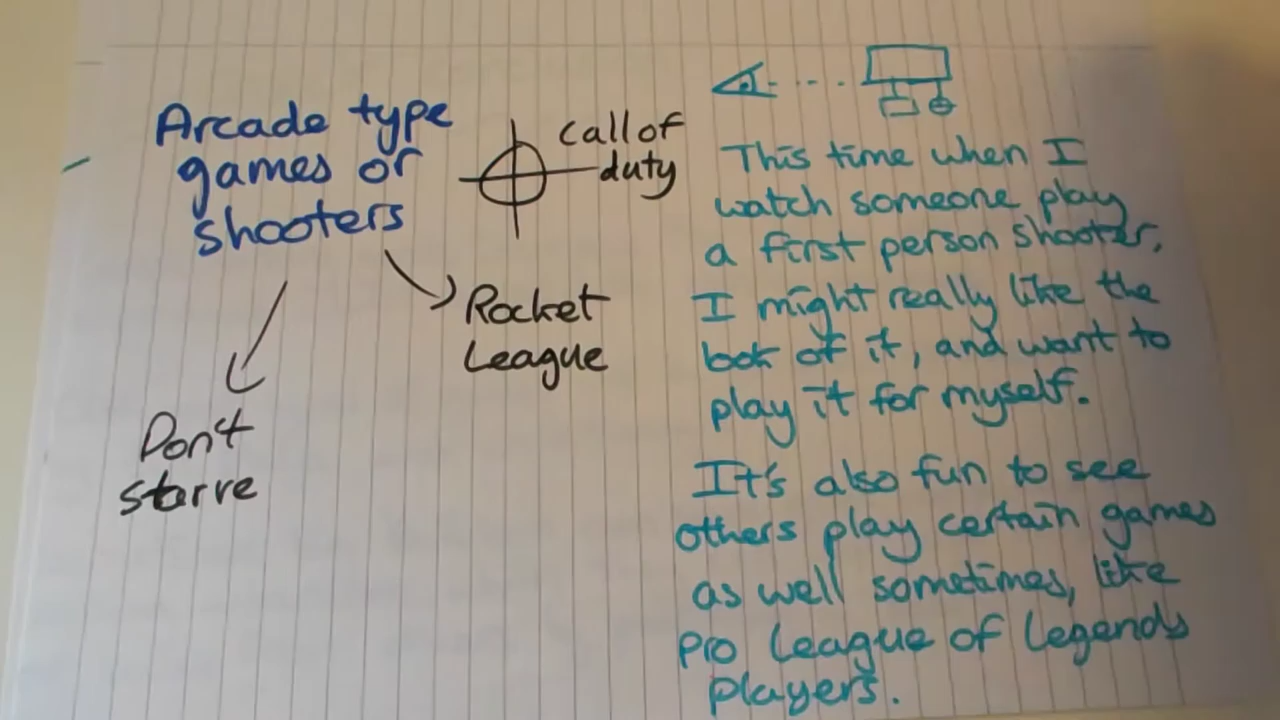 Arcade type
games or
shooters
Call of
duty
Rocket
League
Don't
starve
This time when I
watch someone play
a first person shooter,
I might really like the
look of it, and want to
play it for myself.
It's also fun to see
others play certain games
as well sometimes, like
pro League of Legends
players.